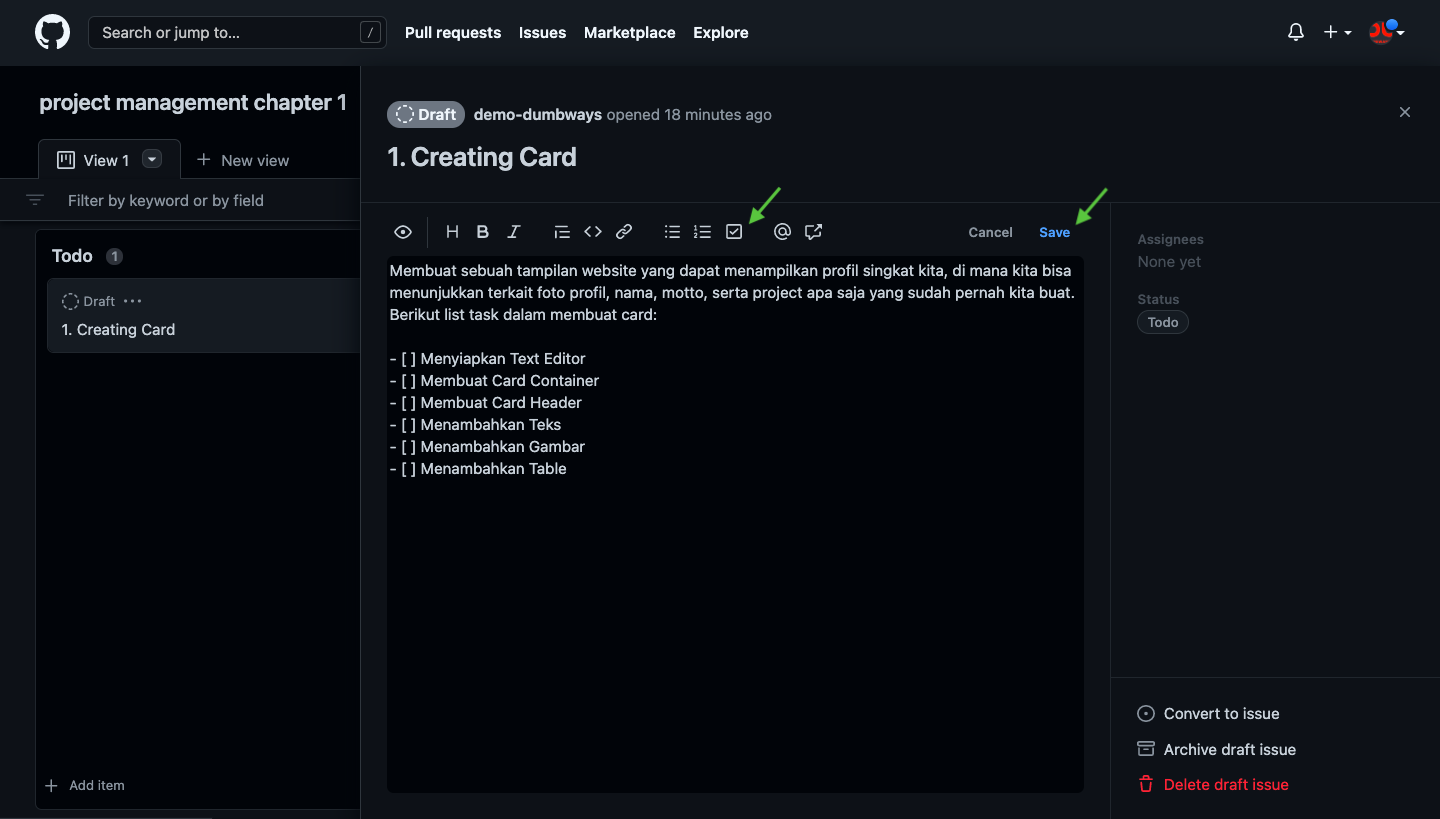 Search or jump to...
/
Pull requests
Issues
Marketplace
Explore
project management chapter 1
View 1
New view
Filter by keyword or by field
Todo 1
Draft ...
1. Creating Card
Add item
Draft demo-dumbways opened 18 minutes ago
1. Creating Card
H B I
Cancel
Save
Membuat sebuah tampilan website yang dapat menampilkan profil singkat kita, di mana kita bisa
menunjukkan terkait foto profil, nama, motto, serta project apa saja yang sudah pernah kita buat.
Berikut list task dalam membuat card:
- [ ] Menyiapkan Text Editor
- [ ] Membuat Card Container
- [ ] Membuat Card Header
- [ ] Menambahkan Teks
- [ ] Menambahkan Gambar
- [ ] Menambahkan Table
Assignees
None yet
Status
Todo
Convert to issue
Archive draft issue
Delete draft issue